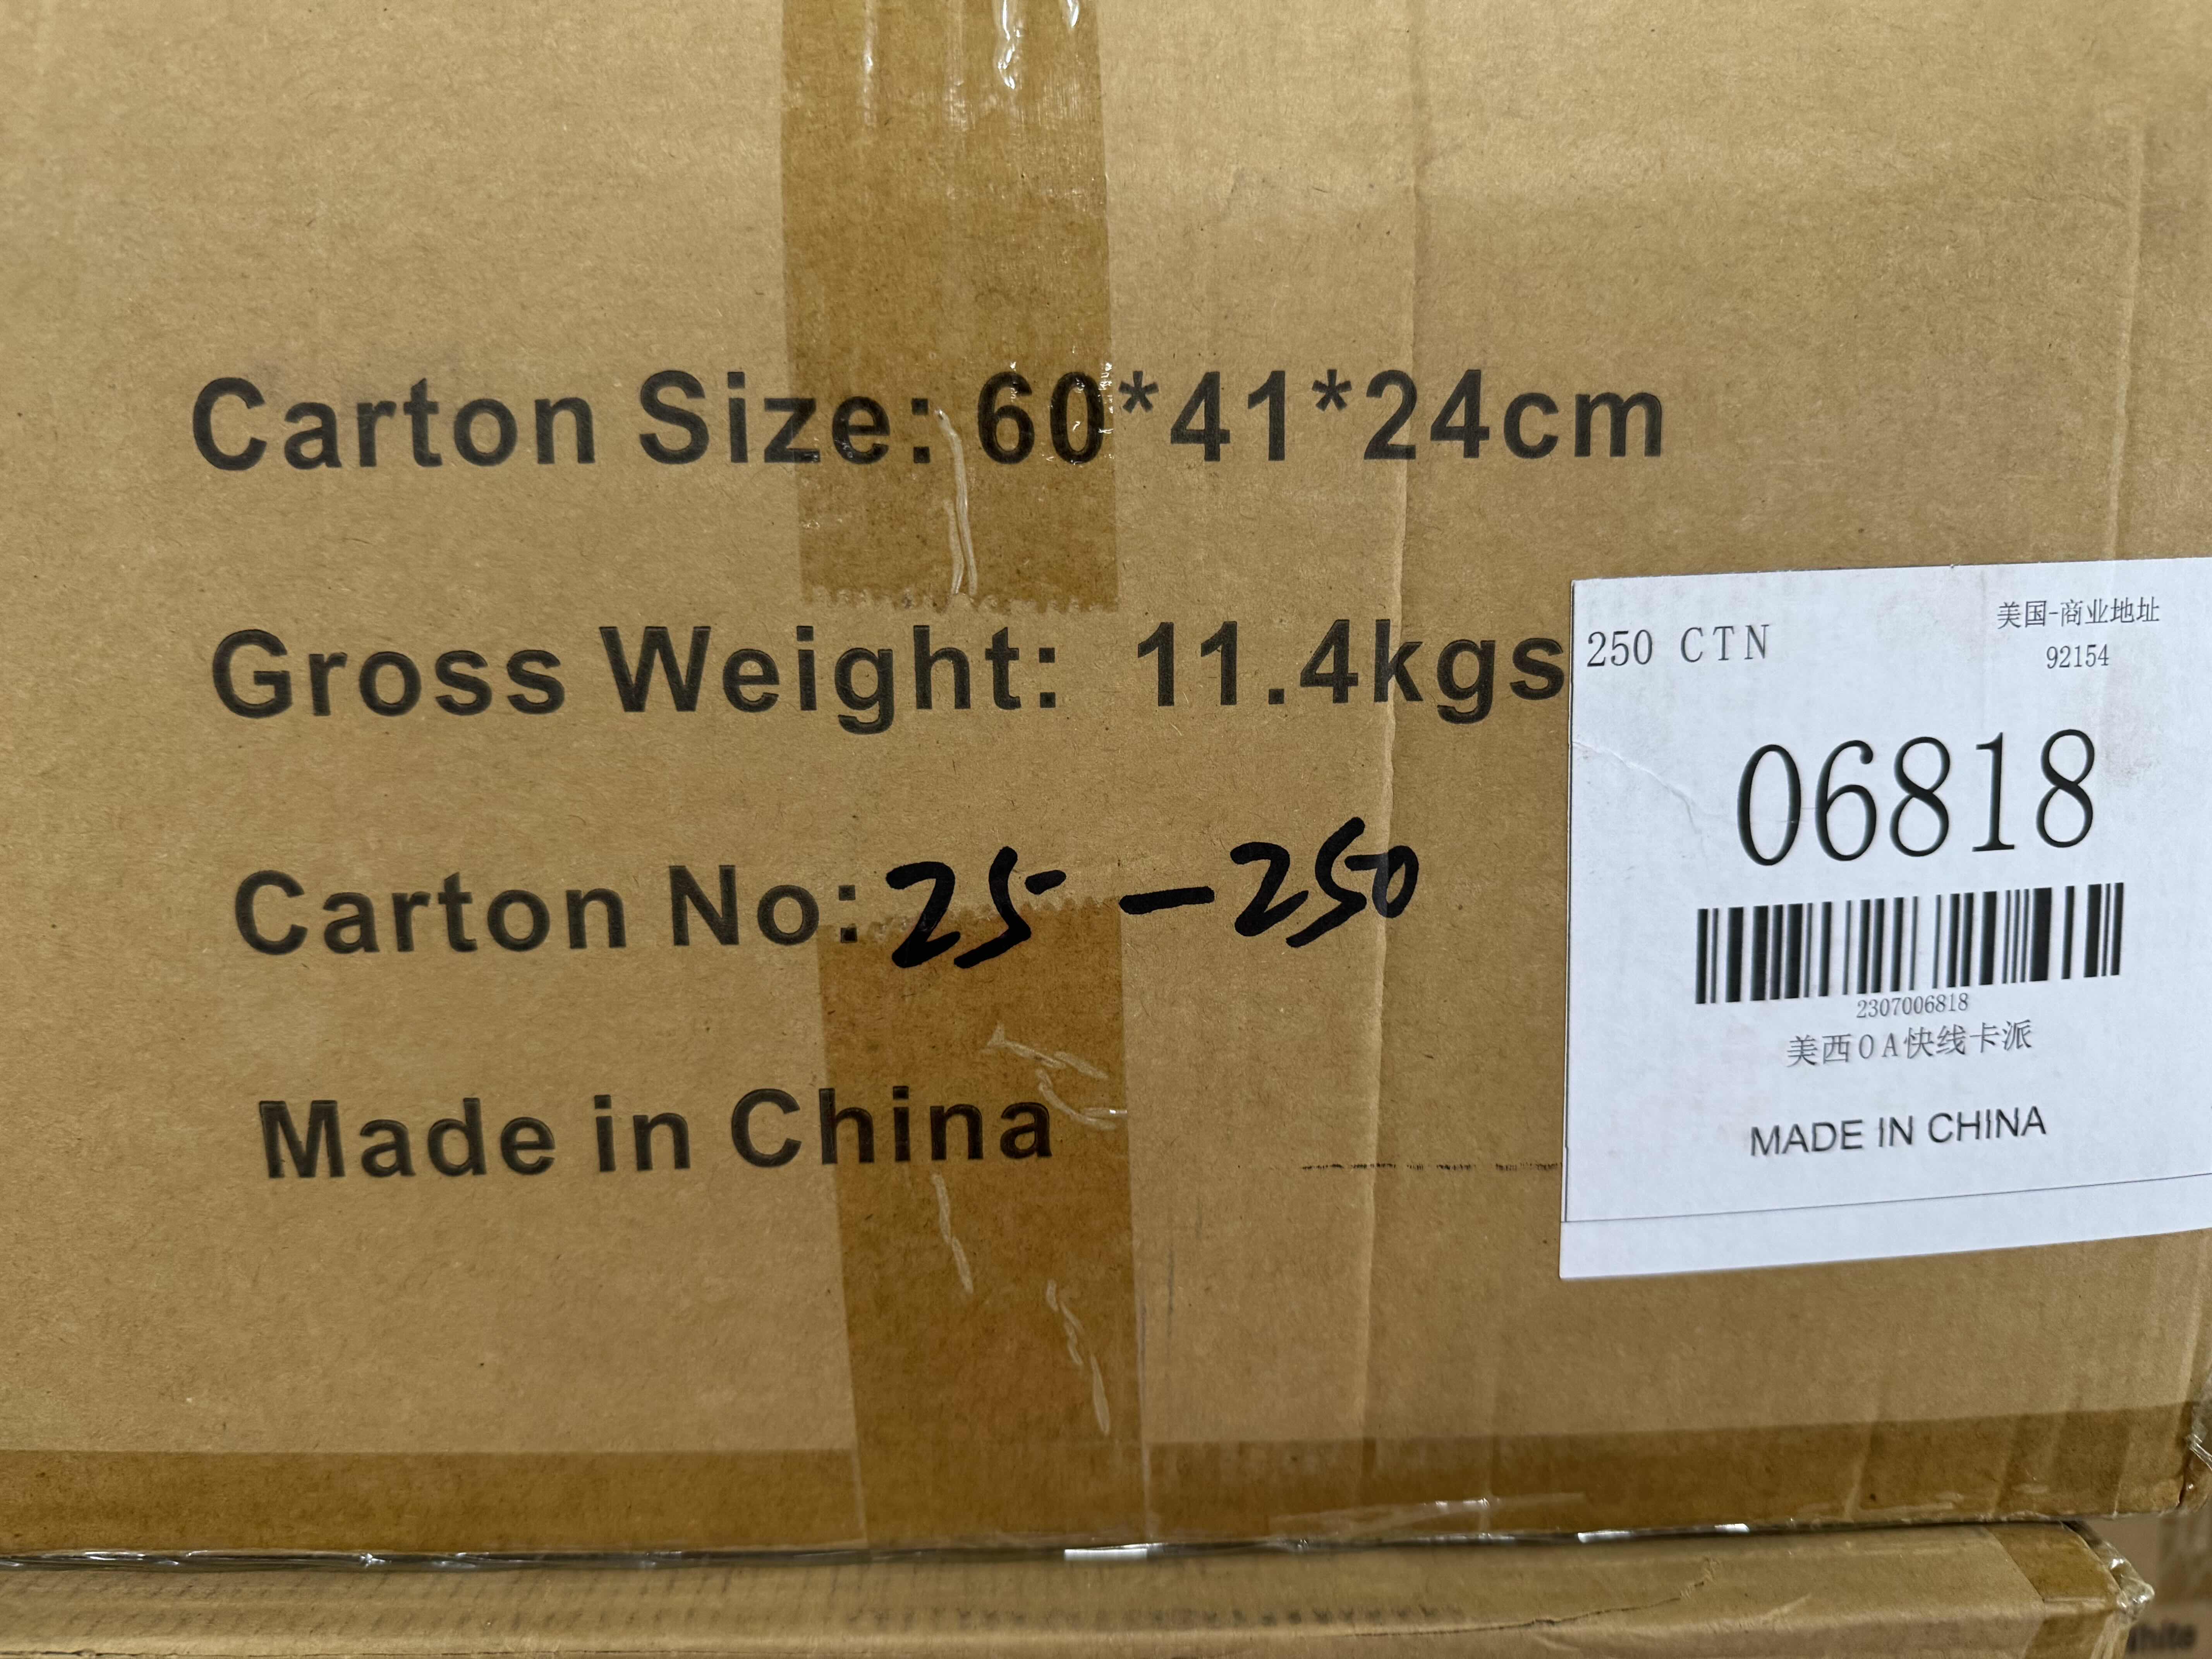 Carton Size: 60*41*24cm
Gross Weight: 11.4kgs
Carton No: 25-250
Made in China
250 CTN
美国-商业地址
92154
06818
2307006818
美西OA快线卡派
MADE IN CHINA